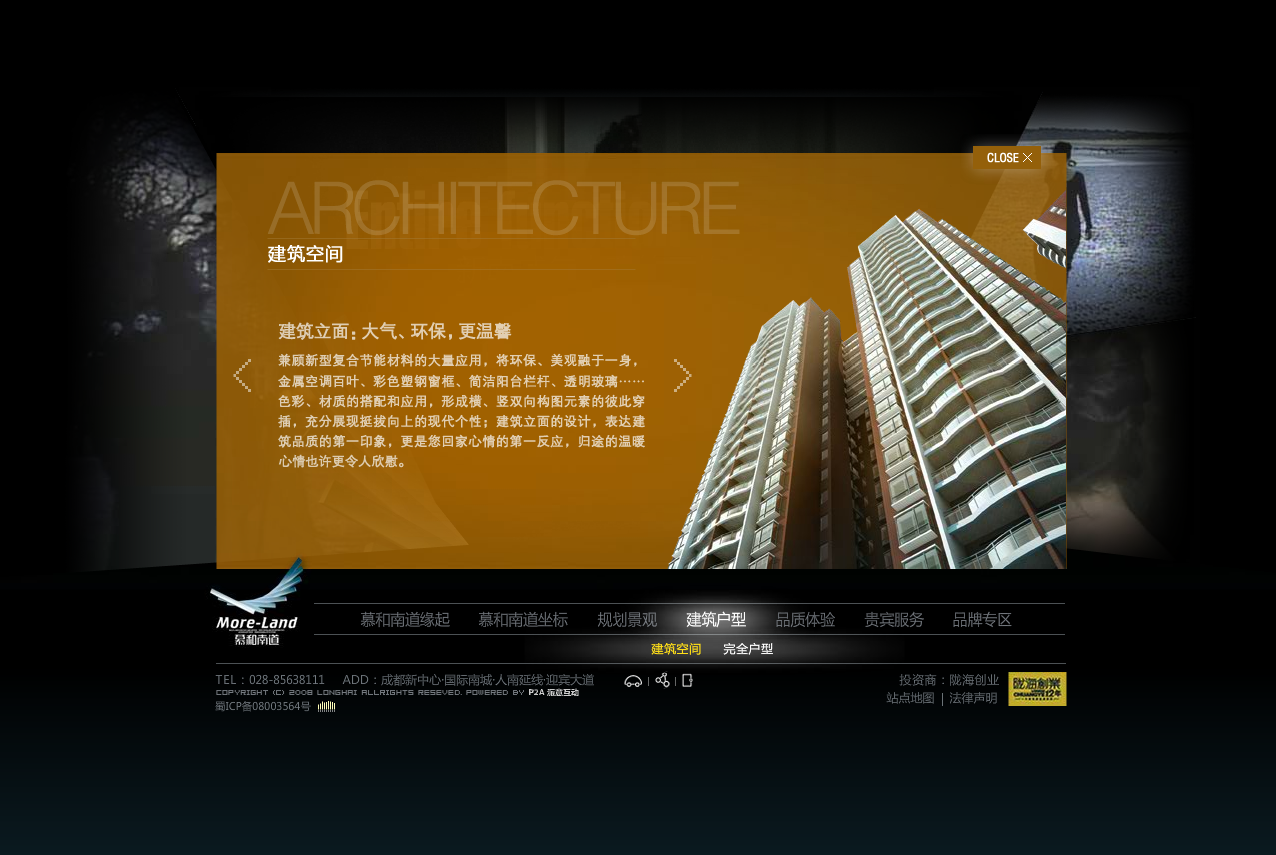 CLOSE
ARCHITECTURE
建筑空间
建筑立面：大气、环保，更温馨
兼顾新型复合节能材料的大量应用，将环保、美观融于一身，
金属空调百叶、彩色塑钢窗框、简洁阳台栏杆、透明玻璃……
色彩、材质的搭配和应用，形成横、竖双向构图元素的彼此穿
插，充分展现挺拔向上的现代个性；建筑立面的设计，表达建
筑品质的第一印象，更是您回家心情的第一反应，归途的温暖
心情也许更令人欣慰。
More-Land
慕和南道
慕和南道缘起 慕和南道坐标 规划景观 建筑户型 品质体验 贵宾服务 品牌专区
建筑空间 完全户型
TEL：028-85638111 ADD：成都新中心·国际南城·人南延线·迎宾大道
COPYRIGHT (C) 2008 LONGHAI ALLRIGHTS RESEVED. POWERED BY P2A 派意互动
蜀ICP备08003564号
投资商：陇海创业
站点地图 | 法律声明
陇海創業
CHUANGYE12年